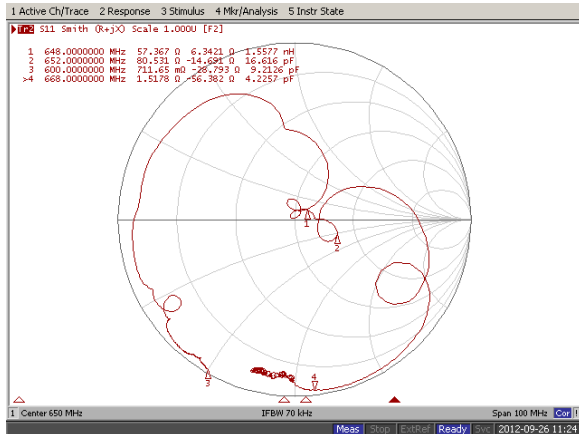 1 Active Ch/Trace 2 Response 3 Stimulus 4 Mkr/Analysis 5 Instr State
Tr2 S11 Smith (R+jX) Scale 1.000U [F2]
1 648.0000000 MHz 57.367 Ω 6.3421 Ω 1.5577 nH
2 652.0000000 MHz 80.531 Ω -14.691 Ω 16.616 pF
3 600.0000000 MHz 711.65 mΩ -28.793 Ω 9.2126 pF
>4 668.0000000 MHz 1.5178 Ω -56.382 Ω 4.2257 pF
1
2
4
3
1 Center 650 MHz IFBW 70 kHz Span 100 MHz Cor !
Meas Stop ExtRef Ready Svc 2012-09-26 11:24